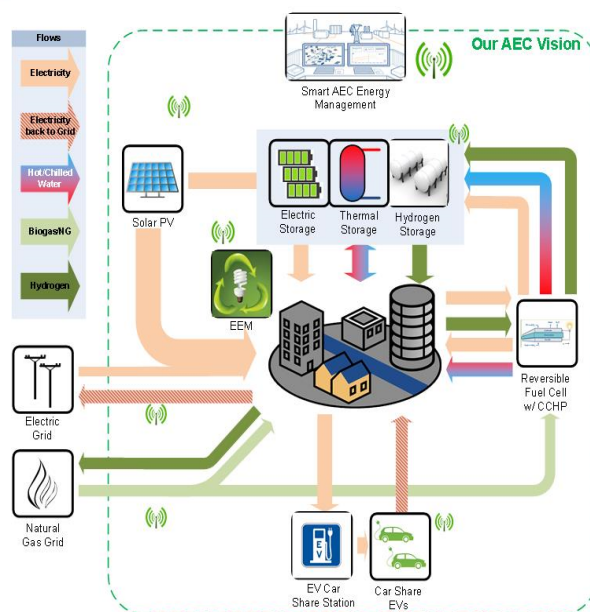 Flows
Electricity
Electricity
back to Grid
Hot/Chilled
Water
Biogas/NG
Hydrogen
Our AEC Vision
Smart AEC Energy
Management
Solar PV
Electric
Storage
Thermal
Storage
Hydrogen
Storage
EEM
Electric
Grid
Natural
Gas Grid
Reversible
Fuel Cell
w/ CCHP
EV
EV Car
Share Station
Car Share
EVs